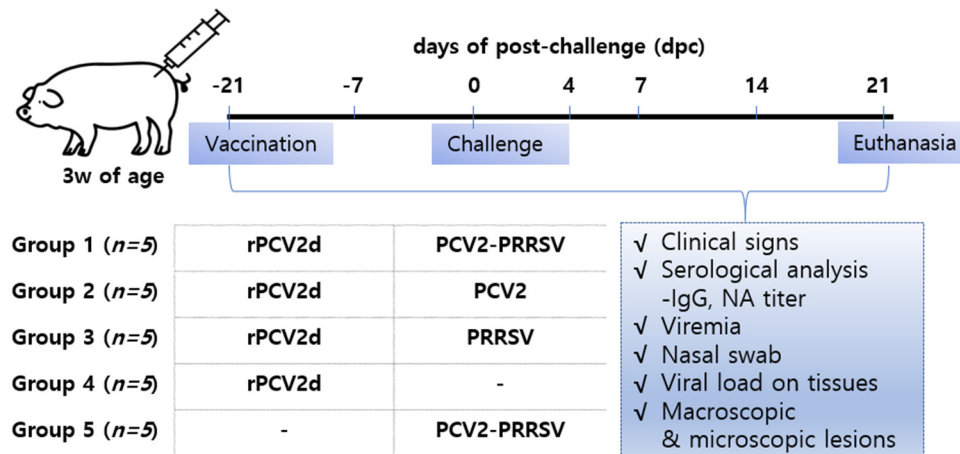 days of post-challenge (dpc)
-21 -7 0 4 7 14 21
Vaccination Challenge Euthanasia
3w of age
Group 1 (n=5) rPCV2d PCV2-PRRSV
Group 2 (n=5) rPCV2d PCV2
Group 3 (n=5) rPCV2d PRRSV
Group 4 (n=5) rPCV2d -
Group 5 (n=5) - PCV2-PRRSV
√ Clinical signs
√ Serological analysis
-IgG, NA titer
√ Viremia
√ Nasal swab
√ Viral load on tissues
√ Macroscopic
& microscopic lesions